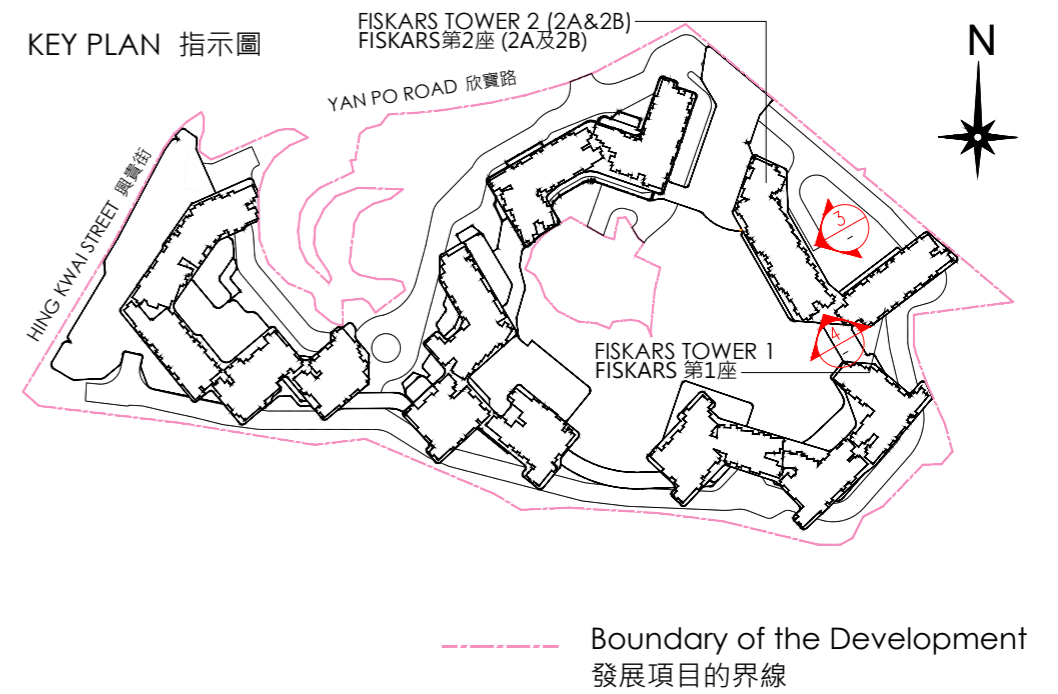 KEY PLAN 指示圖
FISKARS TOWER 2 (2A&2B)
FISKARS第2座 (2A及2B)
N
YAN PO ROAD 欣寶路
HING KWAI STREET 興貴街
3
-
4
-
FISKARS TOWER 1
FISKARS 第1座
Boundary of the Development
發展項目的界線